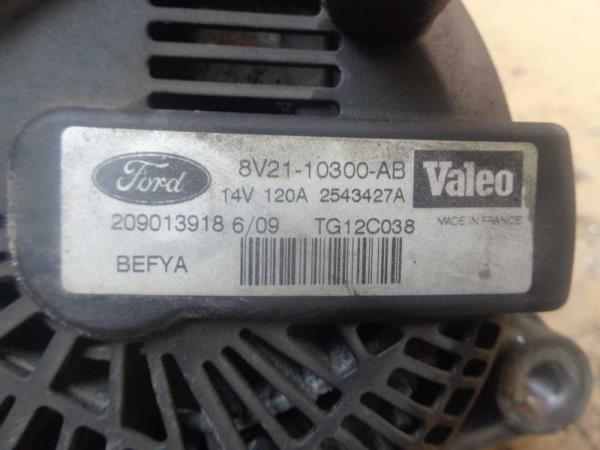 Ford 8V21-10300-AB Valeo
14V 120A 2543427A
209013918 6/09 TG12C038 MADE IN FRANCE
BEFYA